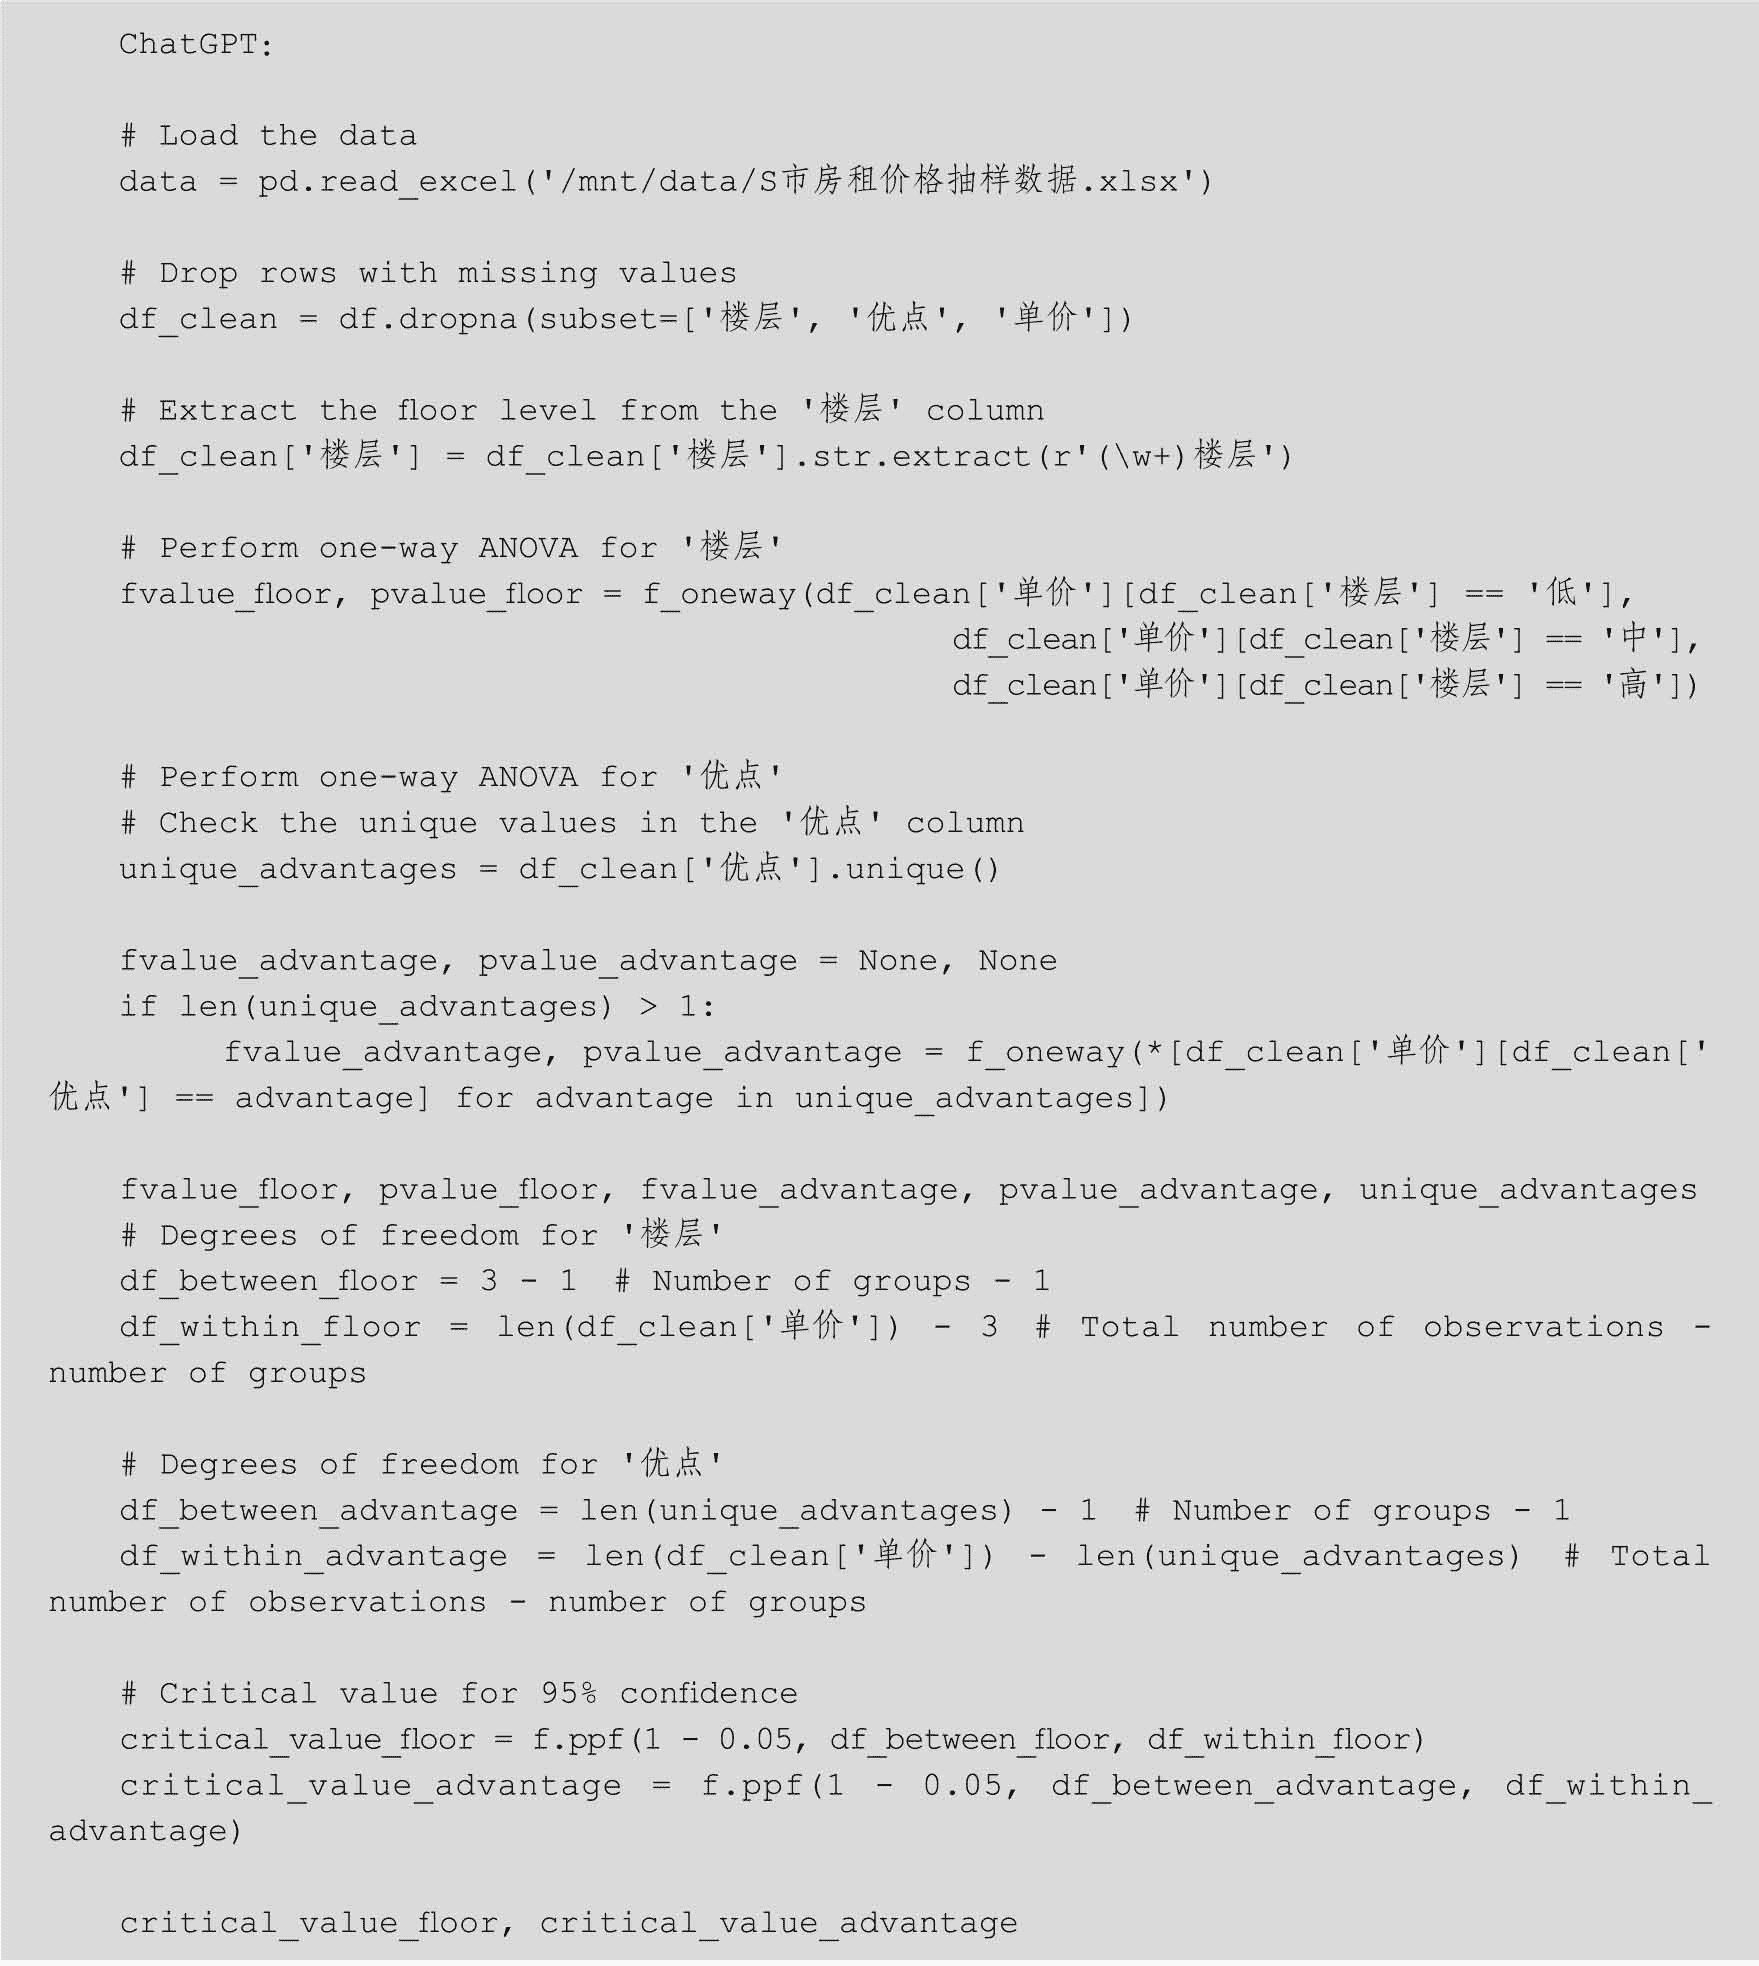 ChatGPT:
# Load the data
data = pd.read_excel('/mnt/data/S市房租价格抽样数据.xlsx')
# Drop rows with missing values
df_clean = df.dropna(subset=['楼层', '优点', '单价'])
# Extract the floor level from the '楼层' column
df_clean['楼层'] = df_clean['楼层'].str.extract(r'(\w+)楼层')
# Perform one-way ANOVA for '楼层'
fvalue_floor, pvalue_floor = f_oneway(df_clean['单价'][df_clean['楼层'] == '低'],
df_clean['单价'][df_clean['楼层'] == '中'],
df_clean['单价'][df_clean['楼层'] == '高'])
# Perform one-way ANOVA for '优点'
# Check the unique values in the '优点' column
unique_advantages = df_clean['优点'].unique()
fvalue_advantage, pvalue_advantage = None, None
if len(unique_advantages) > 1:
fvalue_advantage, pvalue_advantage = f_oneway(*[df_clean['单价'][df_clean['
优点'] == advantage] for advantage in unique_advantages])
fvalue_floor, pvalue_floor, fvalue_advantage, pvalue_advantage, unique_advantages
# Degrees of freedom for '楼层'
df_between_floor = 3 - 1 # Number of groups - 1
df_within_floor = len(df_clean['单价']) - 3 # Total number of observations -
number of groups
# Degrees of freedom for '优点'
df_between_advantage = len(unique_advantages) - 1 # Number of groups - 1
df_within_advantage = len(df_clean['单价']) - len(unique_advantages) # Total
number of observations - number of groups
# Critical value for 95% confidence
critical_value_floor = f.ppf(1 - 0.05, df_between_floor, df_within_floor)
critical_value_advantage = f.ppf(1 - 0.05, df_between_advantage, df_within_
advantage)
critical_value_floor, critical_value_advantage